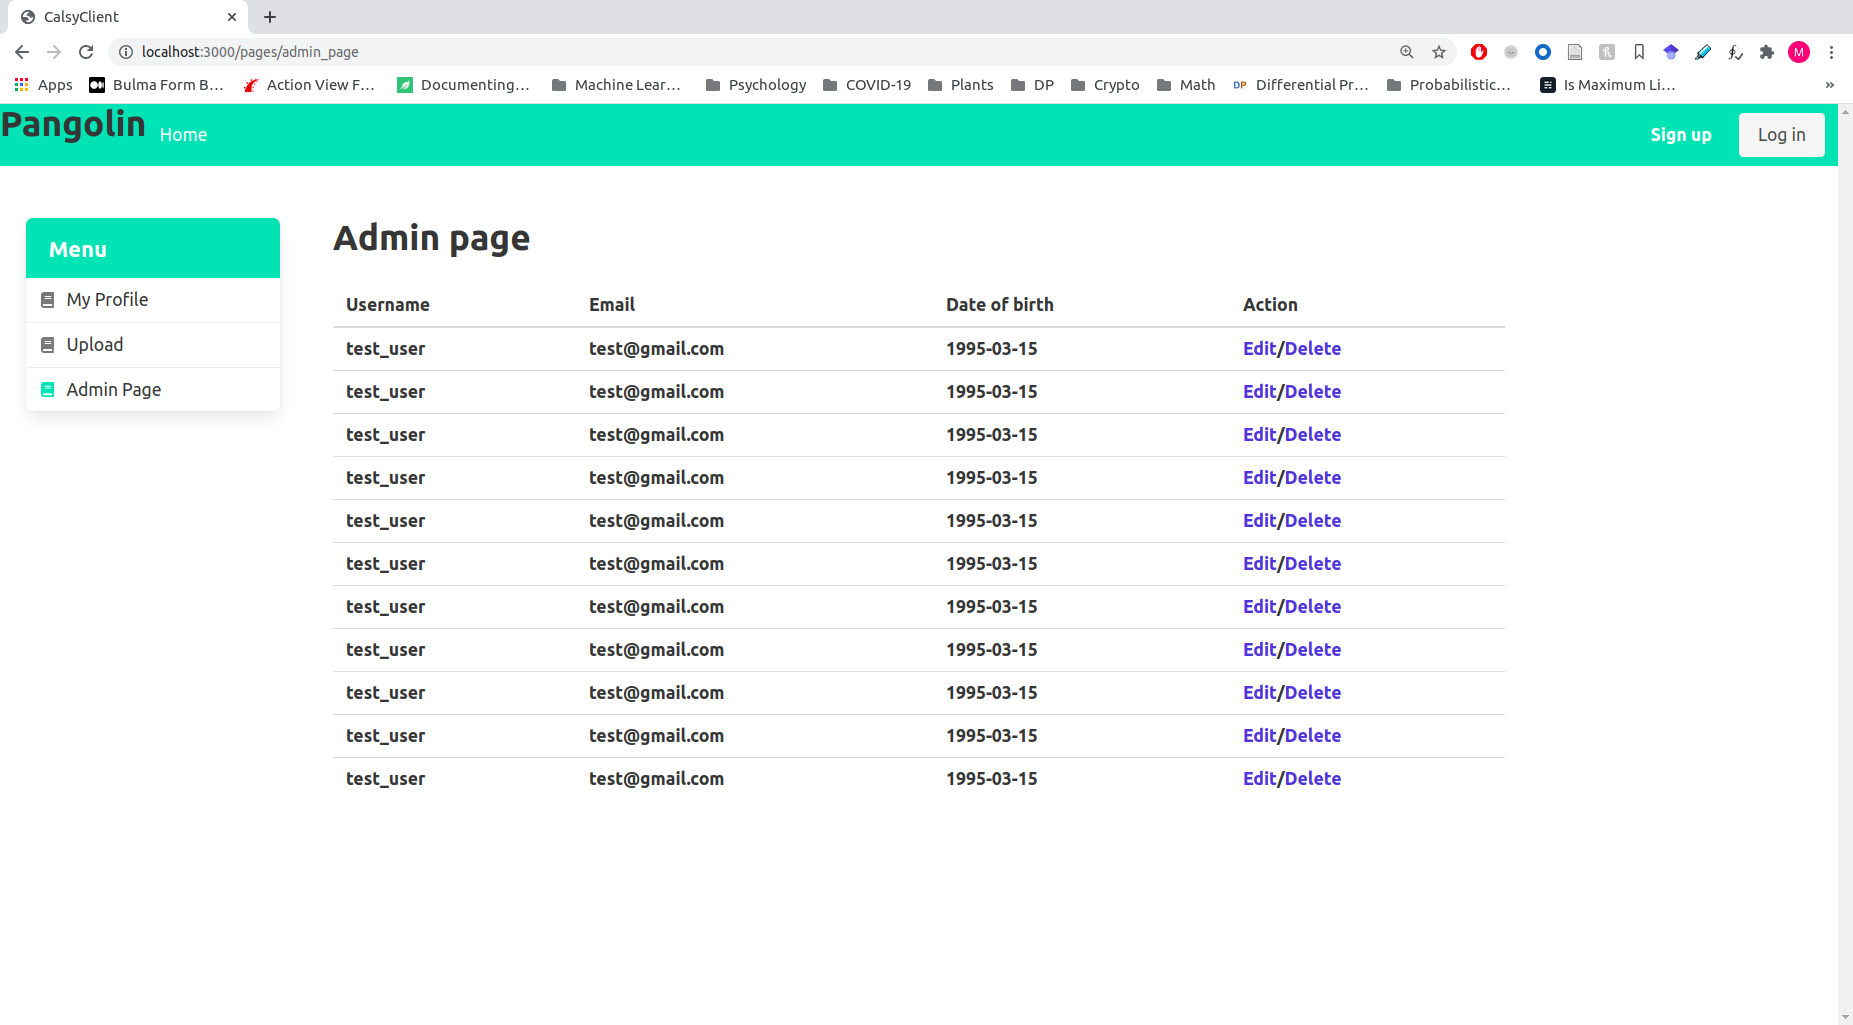 CalsyClient
localhost:3000/pages/admin_page
M
Apps Bulma Form B... Action View F... Documenting... Machine Lear... Psychology COVID-19 Plants DP Crypto Math DP Differential Pr... Probabilistic... Is Maximum Li... »
Pangolin Home Sign up Log in
Menu
My Profile
Upload
Admin Page
Admin page
Username Email Date of birth Action
test_user test@gmail.com 1995-03-15 Edit/Delete
test_user test@gmail.com 1995-03-15 Edit/Delete
test_user test@gmail.com 1995-03-15 Edit/Delete
test_user test@gmail.com 1995-03-15 Edit/Delete
test_user test@gmail.com 1995-03-15 Edit/Delete
test_user test@gmail.com 1995-03-15 Edit/Delete
test_user test@gmail.com 1995-03-15 Edit/Delete
test_user test@gmail.com 1995-03-15 Edit/Delete
test_user test@gmail.com 1995-03-15 Edit/Delete
test_user test@gmail.com 1995-03-15 Edit/Delete
test_user test@gmail.com 1995-03-15 Edit/Delete